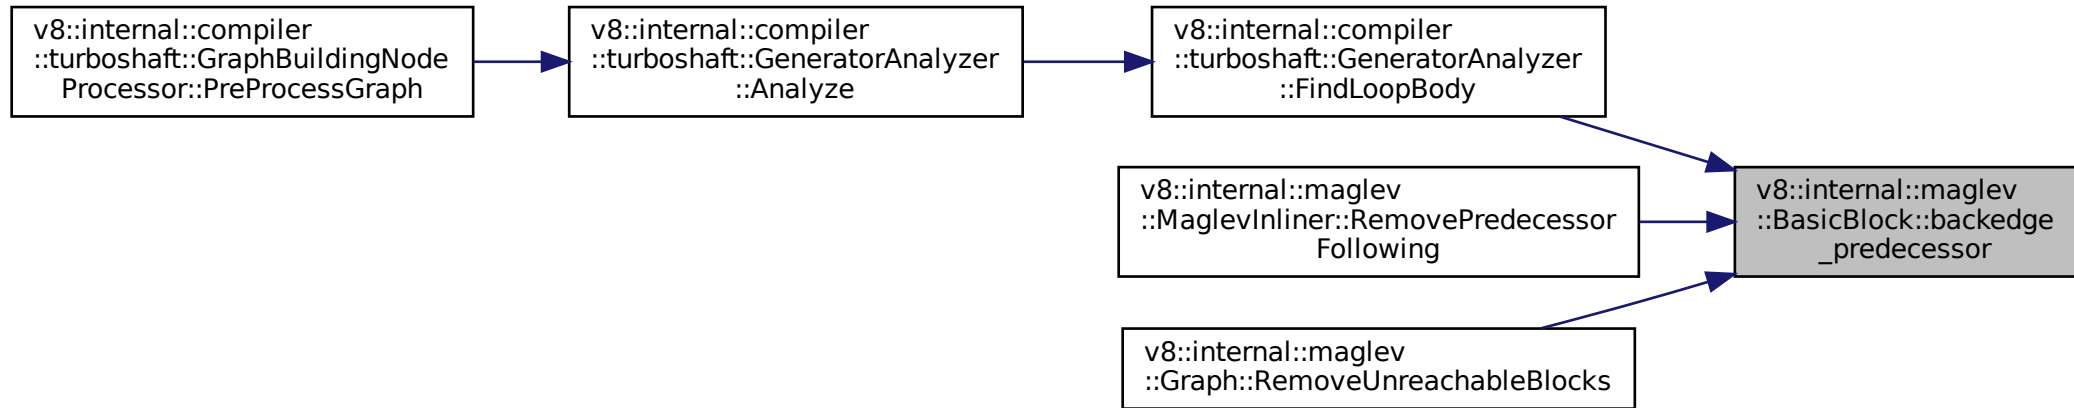 v8::internal::compiler
::turboshaft::GraphBuildingNode
Processor::PreProcessGraph
v8::internal::compiler
::turboshaft::GeneratorAnalyzer
::Analyze
v8::internal::compiler
::turboshaft::GeneratorAnalyzer
::FindLoopBody
v8::internal::maglev
::MaglevInliner::RemovePredecessor
Following
v8::internal::maglev
::Graph::RemoveUnreachableBlocks
v8::internal::maglev
::BasicBlock::backedge
_predecessor